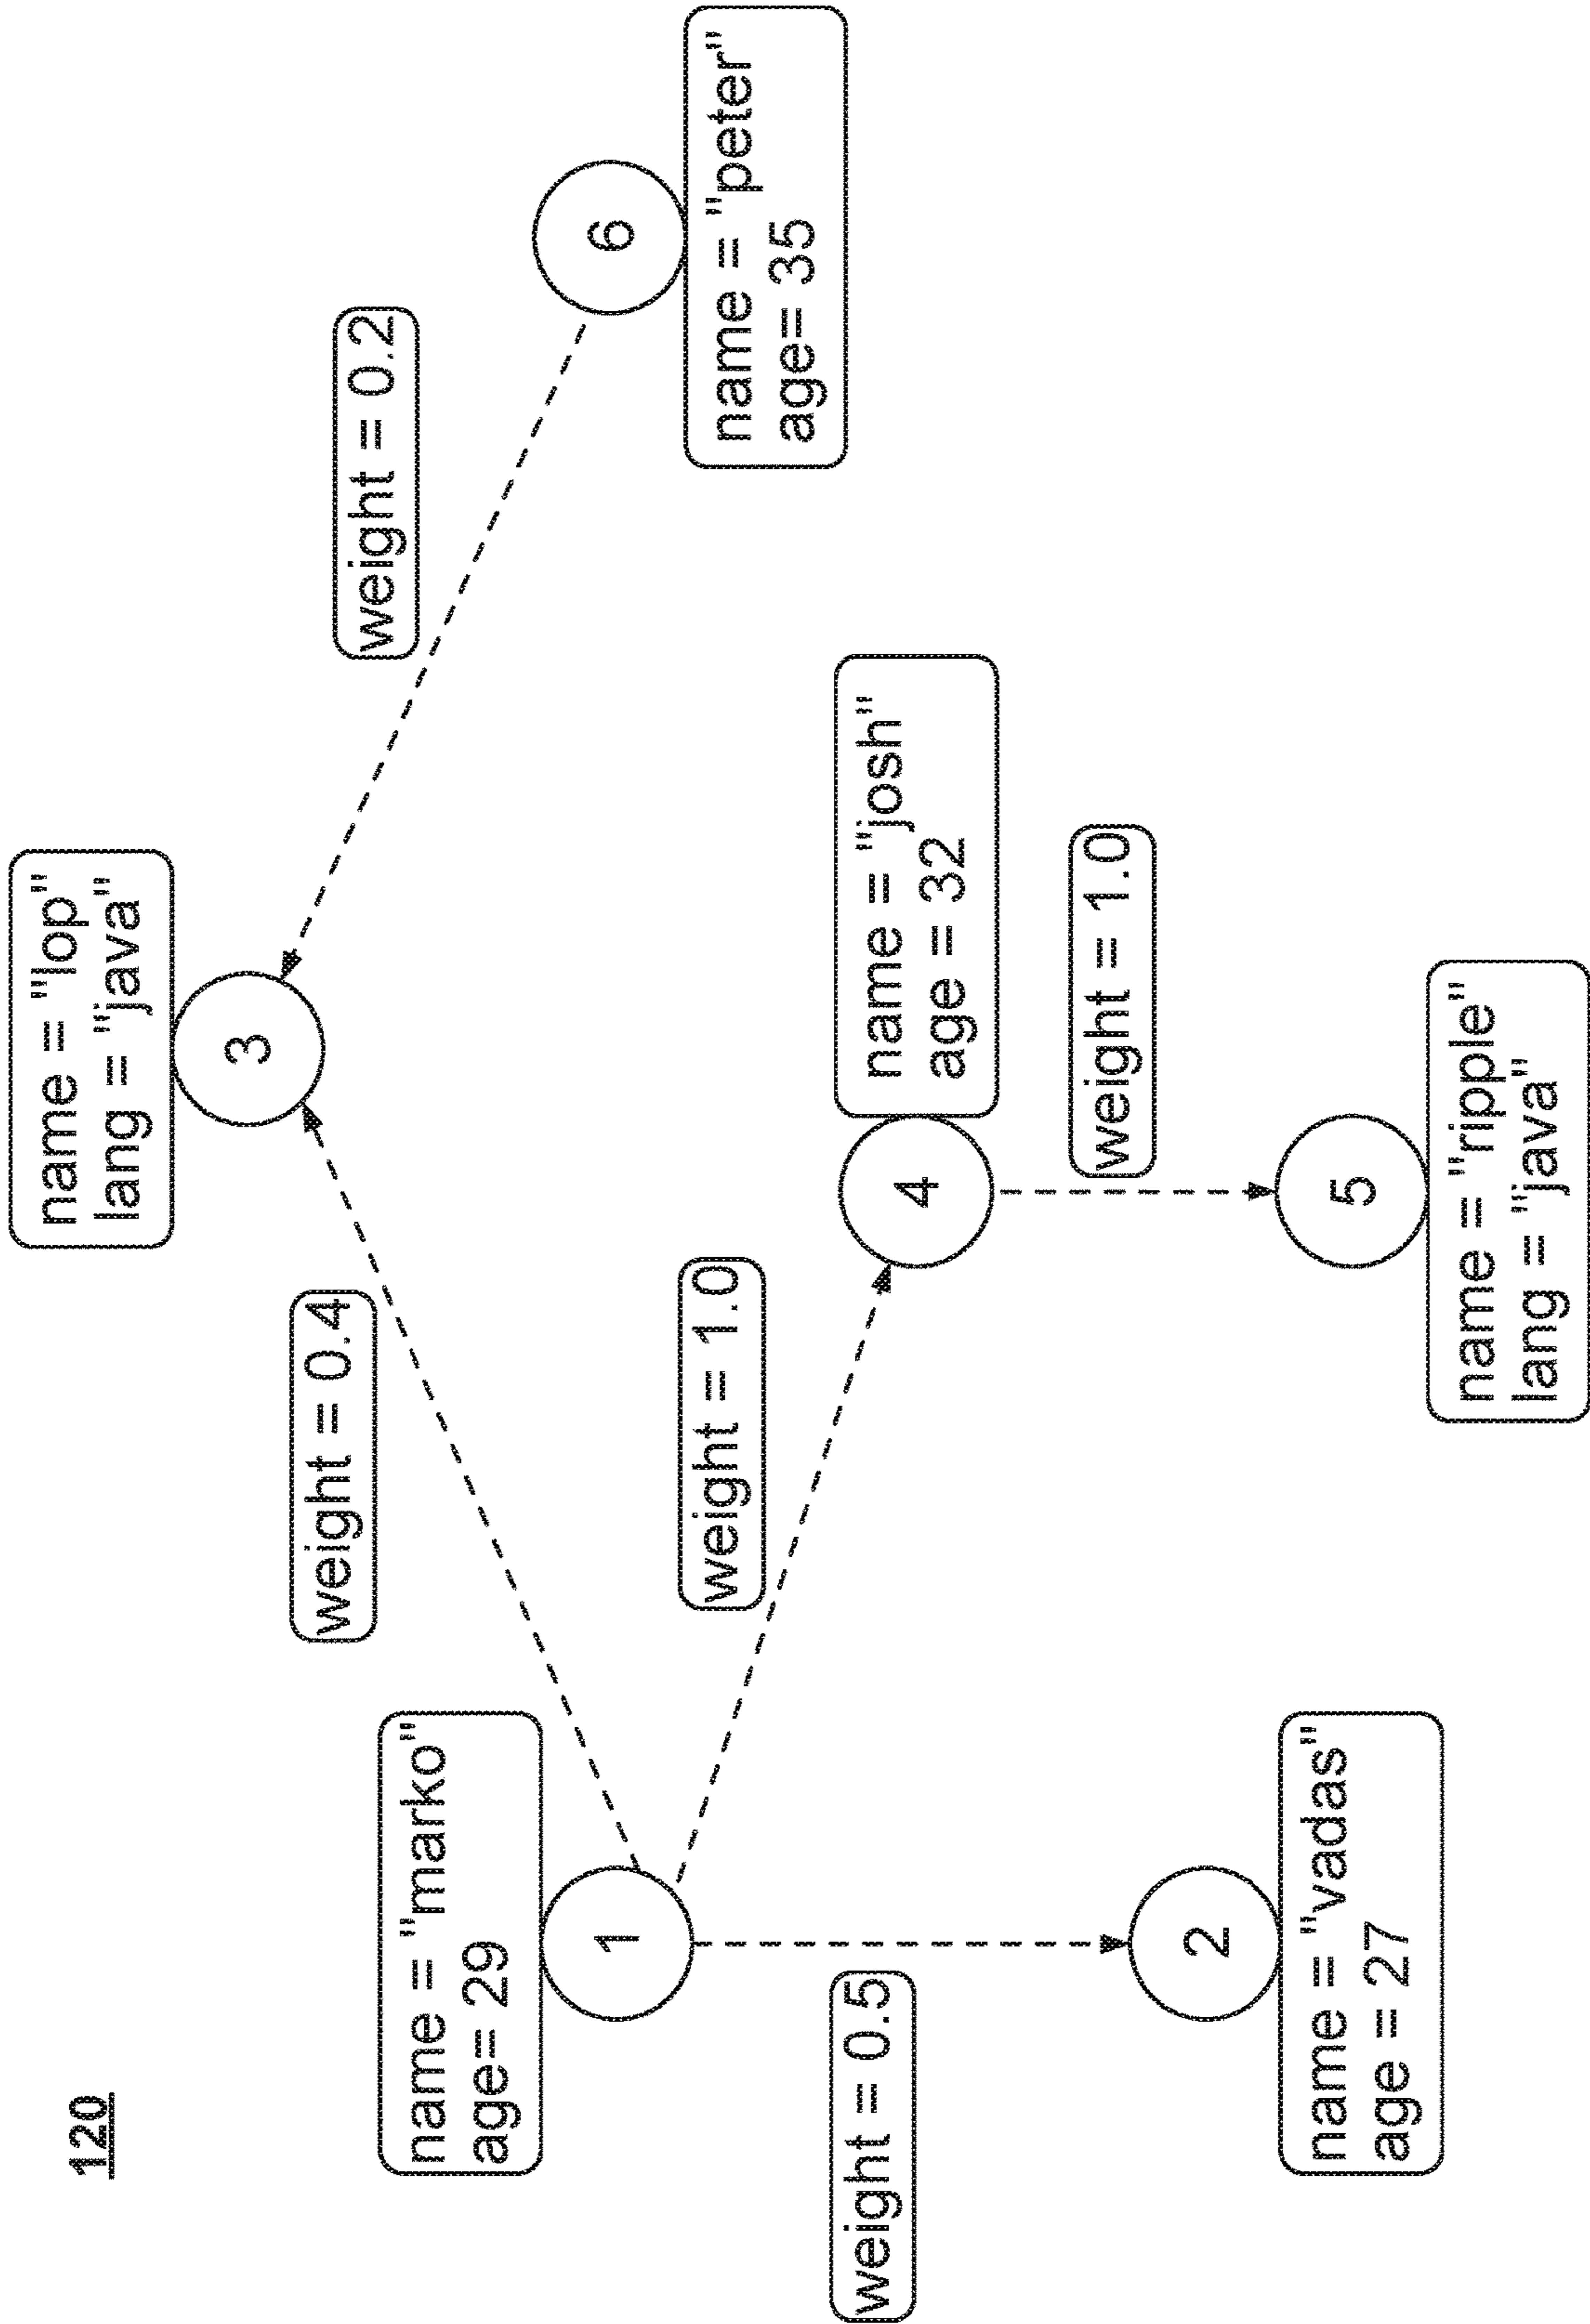 120
name = "marko"
age= 29
1
weight = 0.5
2
name = "vadas"
age = 27
weight = 0.4
weight = 1.0
name = "lop"
lang = "java"
3
4
name = "josh"
age = 32
weight = 1.0
5
name = "ripple"
lang = "java"
weight = 0.2
6
name = "peter"
age= 35